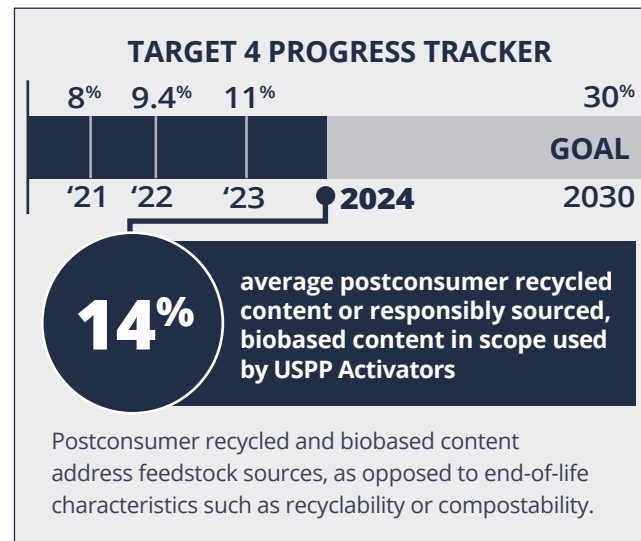 TARGET 4 PROGRESS TRACKER
8% 9.4% 11% 30%
GOAL
‘21 ‘22 ‘23 2024 2030
14%
average postconsumer recycled
content or responsibly sourced,
biobased content in scope used
by USPP Activators
Postconsumer recycled and biobased content
address feedstock sources, as opposed to end-of-life
characteristics such as recyclability or compostability.